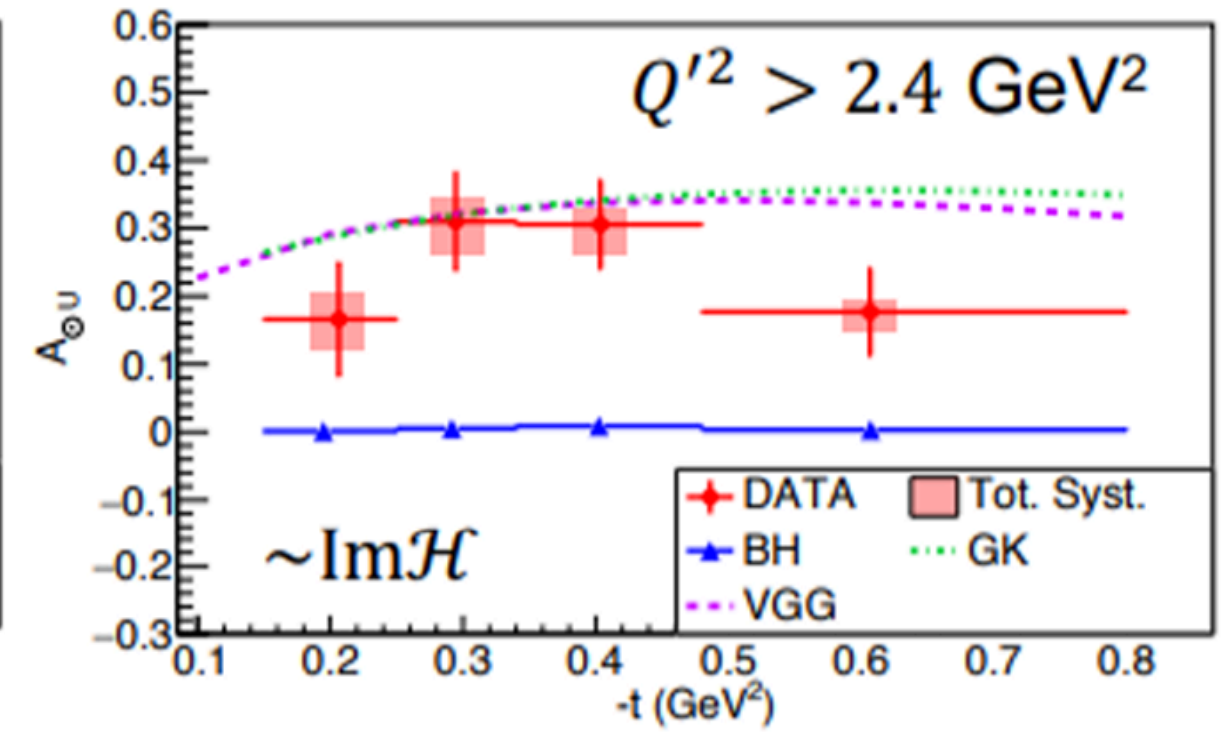 0.6
Q′² > 2.4 GeV²
0.5
0.4
0.3
0.2
A⊙U
0.1
0
−0.1
−0.2
−0.3
~Imℋ
DATA Tot. Syst.
BH GK
VGG
0.1 0.2 0.3 0.4 0.5 0.6 0.7 0.8
-t (GeV²)